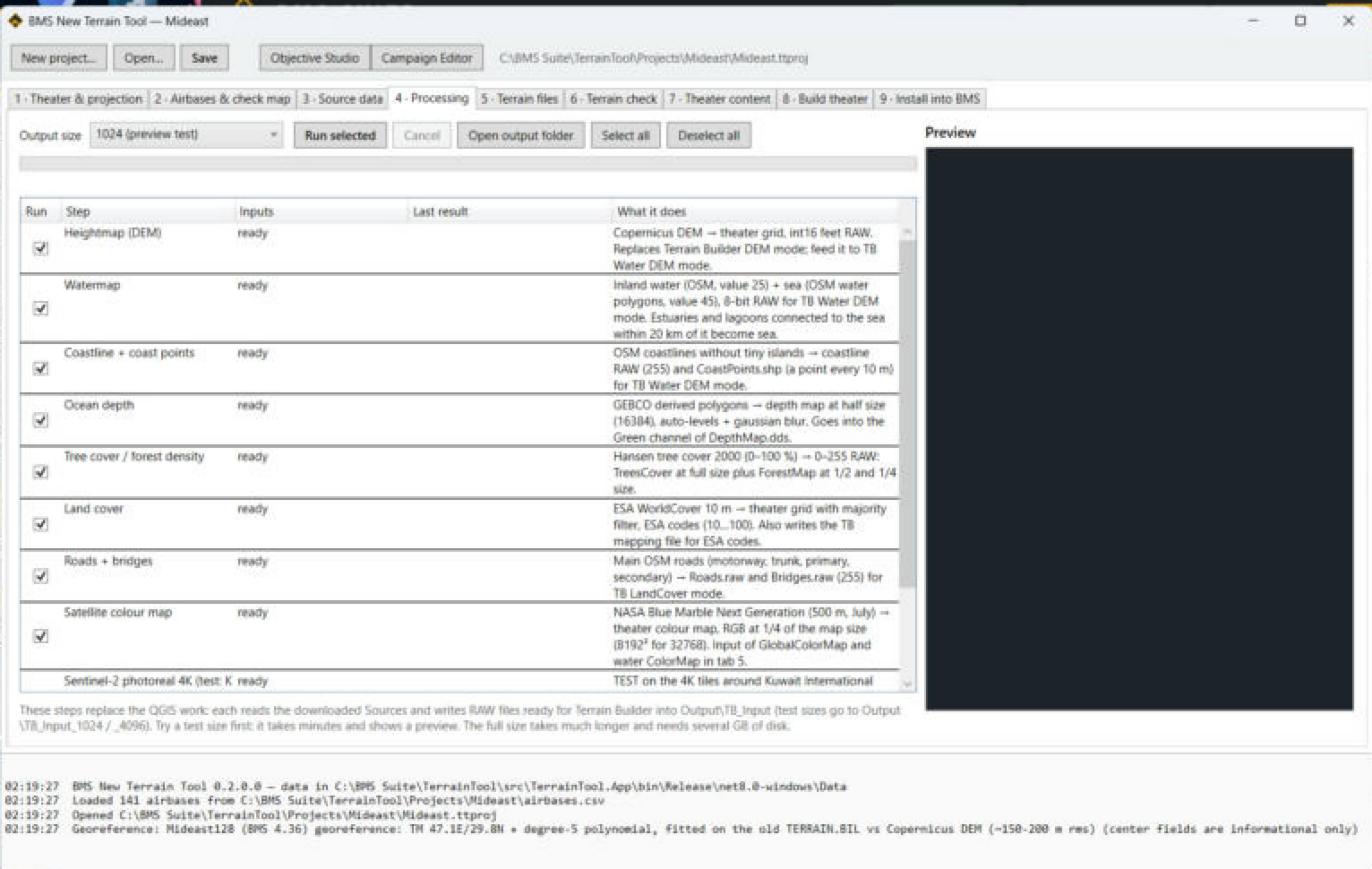 BMS New Terrain Tool — Mideast
New project... Open... Save Objective Studio Campaign Editor C:\BMS Suite\TerrainTool\Projects\Mideast\Mideast.ttproj
1 · Theater & projection 2 · Airbases & check map 3 · Source data 4 · Processing 5 · Terrain files 6 · Terrain check 7 · Theater content 8 · Build theater 9 · Install into BMS
Output size 1024 (preview test) Run selected Cancel Open output folder Select all Deselect all
Preview
Run Step Inputs Last result What it does
Heightmap (DEM) ready Copernicus DEM → theater grid, int16 feet RAW.
Replaces Terrain Builder DEM mode; feed it to TB
Water DEM mode.
Watermap ready Inland water (OSM, value 25) + sea (OSM water
polygons, value 45), 8-bit RAW for TB Water DEM
mode. Estuaries and lagoons connected to the sea
within 20 km of it become sea.
Coastline + coast points ready OSM coastlines without tiny islands → coastline
RAW (255) and CoastPoints.shp (a point every 10 m)
for TB Water DEM mode.
Ocean depth ready GEBCO derived polygons → depth map at half size
(16384), auto-levels + gaussian blur. Goes into the
Green channel of DepthMap.dds.
Tree cover / forest density ready Hansen tree cover 2000 (0–100 %) → 0–255 RAW:
TreesCover at full size plus ForestMap at 1/2 and 1/4
size.
Land cover ready ESA WorldCover 10 m → theater grid with majority
filter, ESA codes (10...100). Also writes the TB
mapping file for ESA codes.
Roads + bridges ready Main OSM roads (motorway, trunk, primary,
secondary) → Roads.raw and Bridges.raw (255) for
TB LandCover mode.
Satellite colour map ready NASA Blue Marble Next Generation (500 m, July) →
theater colour map, RGB at 1/4 of the map size
(8192² for 32768). Input of GlobalColorMap and
water ColorMap in tab 5.
Sentinel-2 photoreal 4K (test: K ready TEST on the 4K tiles around Kuwait International
These steps replace the QGIS work: each reads the downloaded Sources and writes RAW files ready for Terrain Builder into Output\TB_Input (test sizes go to Output
\TB_Input_1024 / _4096). Try a test size first: it takes minutes and shows a preview. The full size takes much longer and needs several GB of disk.
02:19:27 BMS New Terrain Tool 0.2.0.0 — data in C:\BMS Suite\TerrainTool\src\TerrainTool.App\bin\Release\net8.0-windows\Data
02:19:27 Loaded 141 airbases from C:\BMS Suite\TerrainTool\Projects\Mideast\airbases.csv
02:19:27 Opened C:\BMS Suite\TerrainTool\Projects\Mideast\Mideast.ttproj
02:19:27 Georeference: Mideast128 (BMS 4.36) georeference: TM 47.1E/29.8N + degree-5 polynomial, fitted on the old TERRAIN.BIL vs Copernicus DEM (~150-200 m rms) (center fields are informational only)